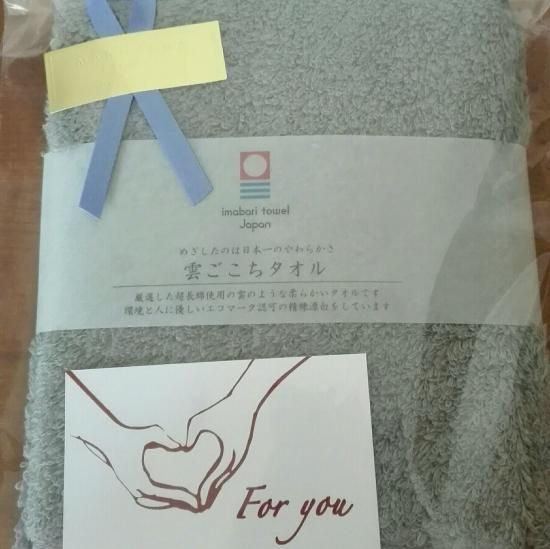 imabari towel
Japan
めざしたのは日本一のやわらかさ
雲ごこちタオル
厳選した超長綿使用の雲のような柔らかいタオルです
環境と人に優しいエコマーク認可の精練漂白をしています
For you